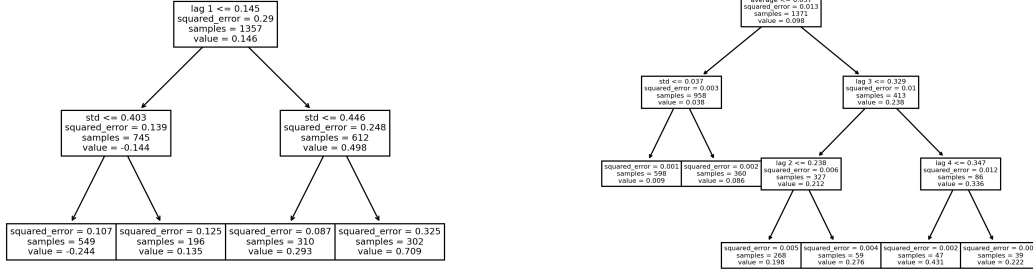 lag 1 <= 0.145
squared_error = 0.29
samples = 1357
value = 0.146
std <= 0.403
squared_error = 0.139
samples = 745
value = -0.144
std <= 0.446
squared_error = 0.248
samples = 612
value = 0.498
squared_error = 0.107
samples = 549
value = -0.244
squared_error = 0.125
samples = 196
value = 0.135
squared_error = 0.087
samples = 310
value = 0.293
squared_error = 0.325
samples = 302
value = 0.709
squared_error = 0.013
samples = 1371
value = 0.098
std <= 0.037
squared_error = 0.003
samples = 958
value = 0.038
lag 3 <= 0.329
squared_error = 0.01
samples = 413
value = 0.238
squared_error = 0.001
samples = 598
value = 0.009
squared_error = 0.002
samples = 360
value = 0.086
lag 2 <= 0.238
squared_error = 0.006
samples = 327
value = 0.212
lag 4 <= 0.347
squared_error = 0.012
samples = 86
value = 0.336
squared_error = 0.005
samples = 268
value = 0.198
squared_error = 0.004
samples = 59
value = 0.276
squared_error = 0.002
samples = 47
value = 0.431
squared_error = 0.00
samples = 39
value = 0.222